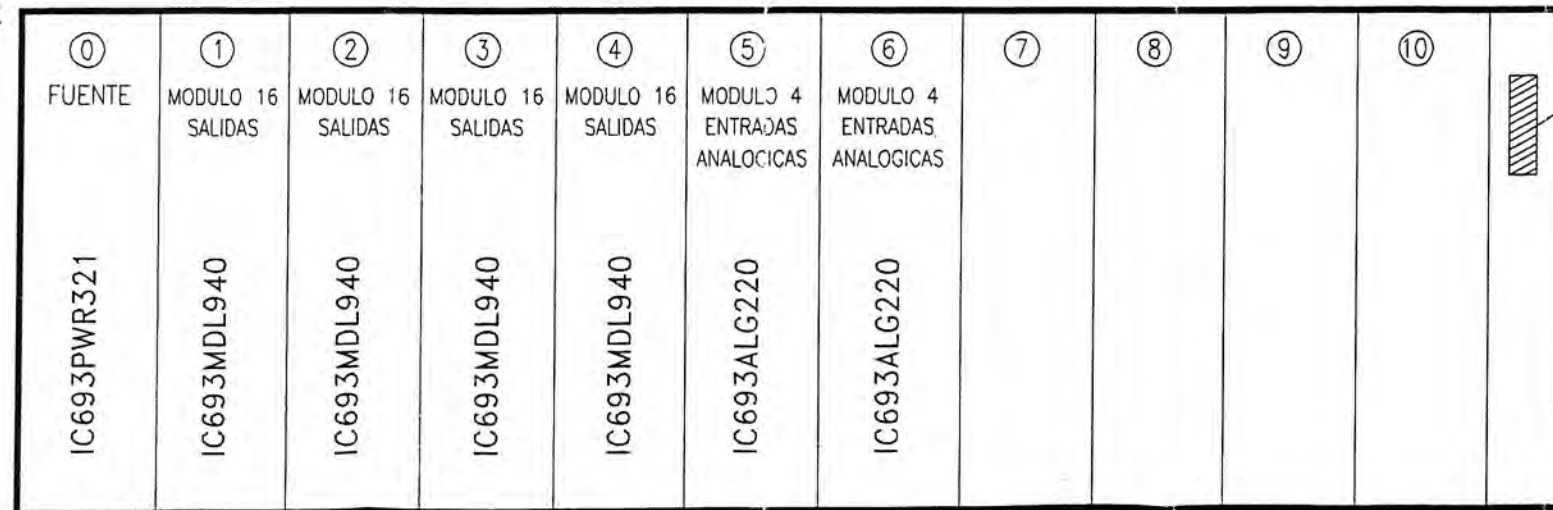 0
FUENTE
IC693PWR321
1
MODULO 16
SALIDAS
IC693MDL940
2
MODULO 16
SALIDAS
IC693MDL940
3
MODULO 16
SALIDAS
IC693MDL940
4
MODULO 16
SALIDAS
IC693MDL940
5
MODULO 4
ENTRADAS
ANALOGICAS
IC693ALG220
6
MODULO 4
ENTRADAS
ANALOGICAS
IC693ALG220
7
8
9
10